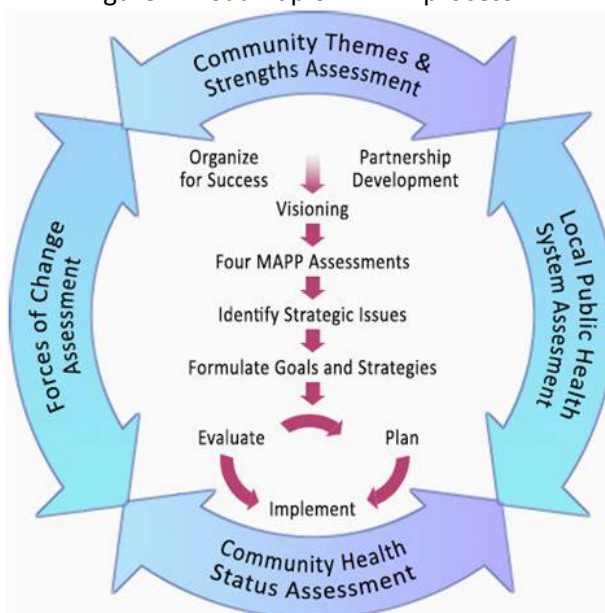 process
Community Themes &
Strengths Assessment
Organize
for Success
Partnership
Development
Visioning
Four MAPP Assessments
Identify Strategic Issues
Formulate Goals and Strategies
Evaluate
Plan
Implement
Forces of Change
Assessment
Local Public Health
System Assesment
Community Health
Status Assessment